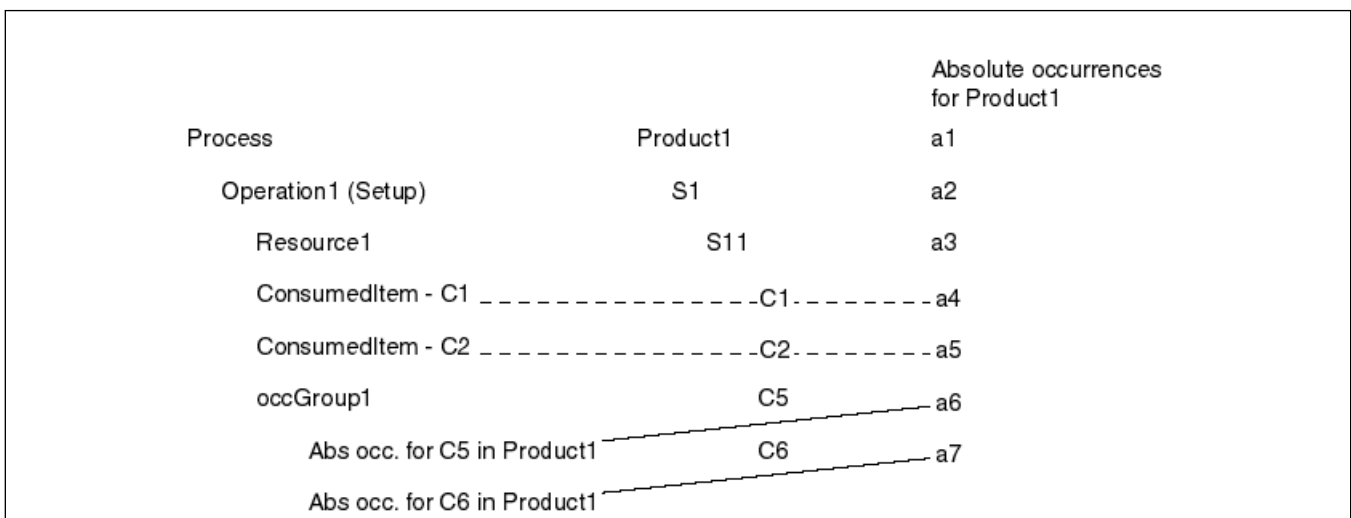 Absolute occurrences
for Product1
Process Product1 a1
Operation1 (Setup) S1 a2
Resource1 S11 a3
ConsumedItem - C1 C1 a4
ConsumedItem - C2 C2 a5
occGroup1 C5 a6
Abs occ. for C5 in Product1 C6 a7
Abs occ. for C6 in Product1